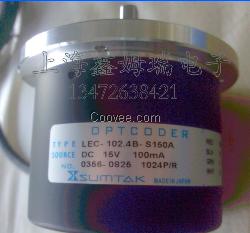 上海鑫姆瑞电子
13472638421
Coovee.com
OPTCODER
TYPE LEC-102.4B-S150A
SOURCE DC 15V 100mA
NO. 0356-0825 1024P/R
SUMTAK MADE IN JAPAN